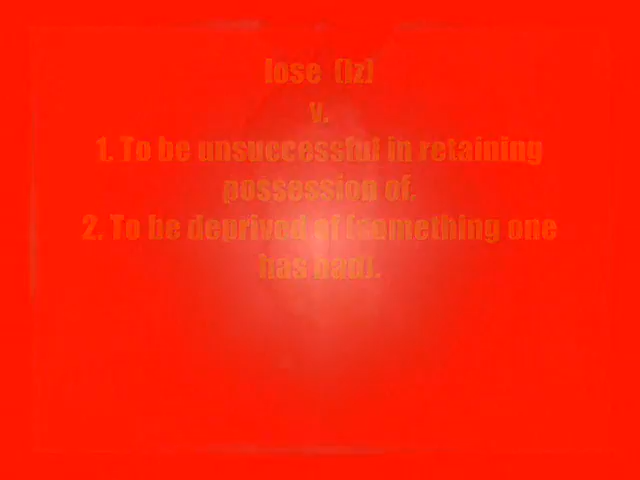 lose (lz)
v.
1. To be unsuccessful in retaining
possession of.
2. To be deprived of (something one
has had).